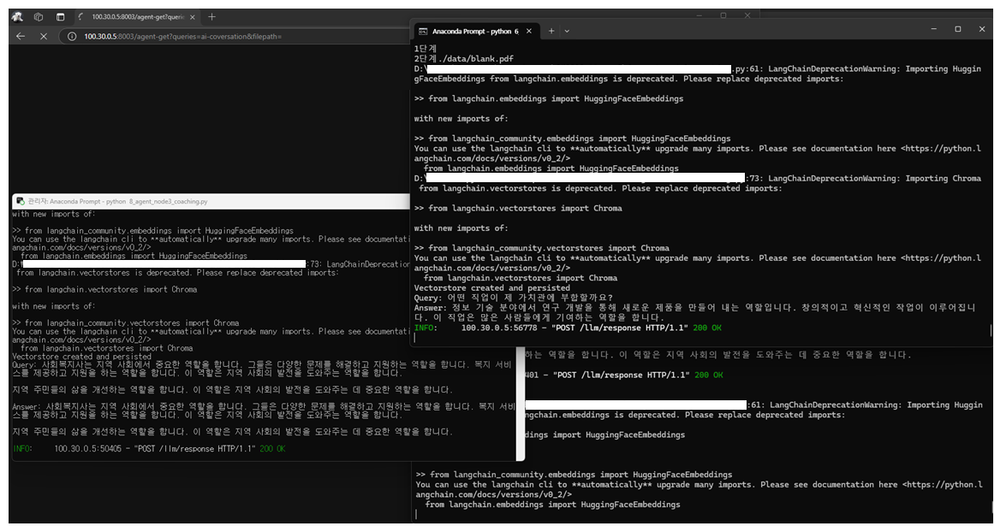 100.30.0.5:8003/agent-get?querie
100.30.0.5:8003/agent-get?queries=ai-coversation&filepath=
Anaconda Prompt - python 6
1단계
2단계./data/blank.pdf
D:\ .py:61: LangChainDeprecationWarning: Importing Huggin
gFaceEmbeddings from langchain.embeddings is deprecated. Please replace deprecated imports:
>> from langchain.embeddings import HuggingFaceEmbeddings
with new imports of:
>> from langchain_community.embeddings import HuggingFaceEmbeddings
You can use the langchain cli to **automatically** upgrade many imports. Please see documentation here <https://python.l
angchain.com/docs/versions/v0_2/>
from langchain.embeddings import HuggingFaceEmbeddings
D:\ :73: LangChainDeprecationWarning: Importing Chroma
from langchain.vectorstores is deprecated. Please replace deprecated imports:
>> from langchain.vectorstores import Chroma
with new imports of:
>> from langchain_community.vectorstores import Chroma
You can use the langchain cli to **automatically** upgrade many imports. Please see documentation here <https://python.l
angchain.com/docs/versions/v0_2/>
from langchain.vectorstores import Chroma
Vectorstore created and persisted
Query: 어떤 직업이 제 가치관에 부합할까요?
Answer: 정보 기술 분야에서 연구 개발을 통해 새로운 제품을 만들어 내는 역할입니다. 창의적이고 혁신적인 작업이 이루어집니
다. 이 직업은 많은 사람들에게 기여하는 역할을 합니다.
INFO: 100.30.0.5:56778 - "POST /llm/response HTTP/1.1" 200 OK
관리자: Anaconda Prompt - python 8_agent_node3_coaching.py
with new imports of:
>> from langchain_community.embeddings import HuggingFaceEmbeddings
You can use the langchain cli to **automatically** upgrade many imports. Please see documentati
angchain.com/docs/versions/v0_2/>
from langchain.embeddings import HuggingFaceEmbeddings
D:\ :73: LangChainDeprecation
from langchain.vectorstores is deprecated. Please replace deprecated imports:
>> from langchain.vectorstores import Chroma
with new imports of:
>> from langchain_community.vectorstores import Chroma
You can use the langchain cli to **automatically** upgrade many imports. Please see documentati
angchain.com/docs/versions/v0_2/>
from langchain.vectorstores import Chroma
Vectorstore created and persisted
Query: 사회복지사는 지역 사회에서 중요한 역할을 합니다. 그들은 다양한 문제를 해결하고 지원하는 역할을 합니다. 복지 서비
스를 제공하고 지원을 하는 역할을 합니다. 이 역할은 지역 사회의 발전을 도와주는 데 중요한 역할을 합니다.
지역 주민들의 삶을 개선하는 역할을 합니다. 이 역할은 지역 사회의 발전을 도와주는 데 중요한 역할을 합니다.
Answer: 사회복지사는 지역 사회에서 중요한 역할을 합니다. 그들은 다양한 문제를 해결하고 지원하는 역할을 합니다. 복지 서비
스를 제공하고 지원을 하는 역할을 합니다. 이 역할은 지역 사회의 발전을 도와주는 데 중요한 역할을 합니다.
지역 주민들의 삶을 개선하는 역할을 합니다. 이 역할은 지역 사회의 발전을 도와주는 데 중요한 역할을 합니다.
INFO: 100.30.0.5:50405 - "POST /llm/response HTTP/1.1" 200 OK
하는 역할을 합니다. 이 역할은 지역 사회의 발전을 도와주는 데 중요한 역할을 합니다.
401 - "POST /llm/response HTTP/1.1" 200 OK
:61: LangChainDeprecationWarning: Importing Huggin
ngchain.embeddings is deprecated. Please replace deprecated imports:
dings import HuggingFaceEmbeddings
>> from langchain_community.embeddings import HuggingFaceEmbeddings
You can use the langchain cli to **automatically** upgrade many imports. Please see documentation here <https://python.l
angchain.com/docs/versions/v0_2/>
from langchain.embeddings import HuggingFaceEmbeddings